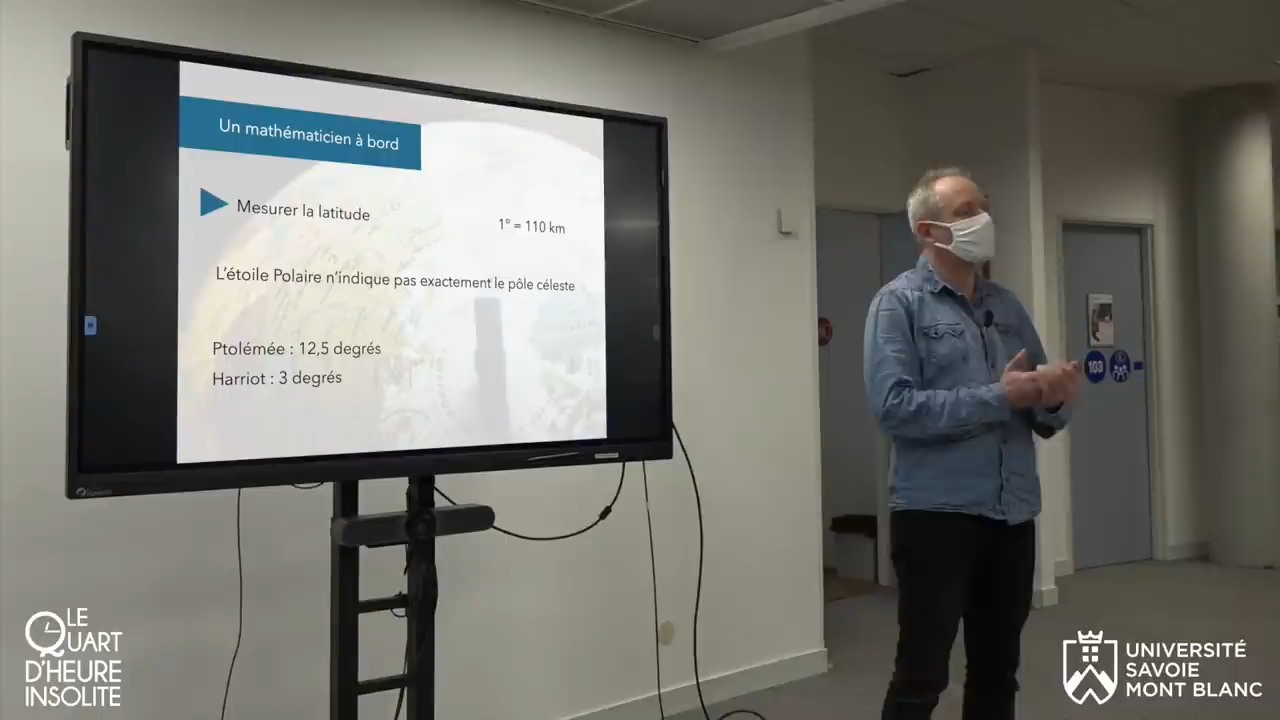 Un mathématicien à bord
Mesurer la latitude
1° = 110 km
L'étoile Polaire n'indique pas exactement le pôle céleste
Ptolémée : 12,5 degrés
Harriot : 3 degrés
103
LE
QUART
D'HEURE
INSOLITE
UNIVERSITÉ
SAVOIE
MONT BLANC